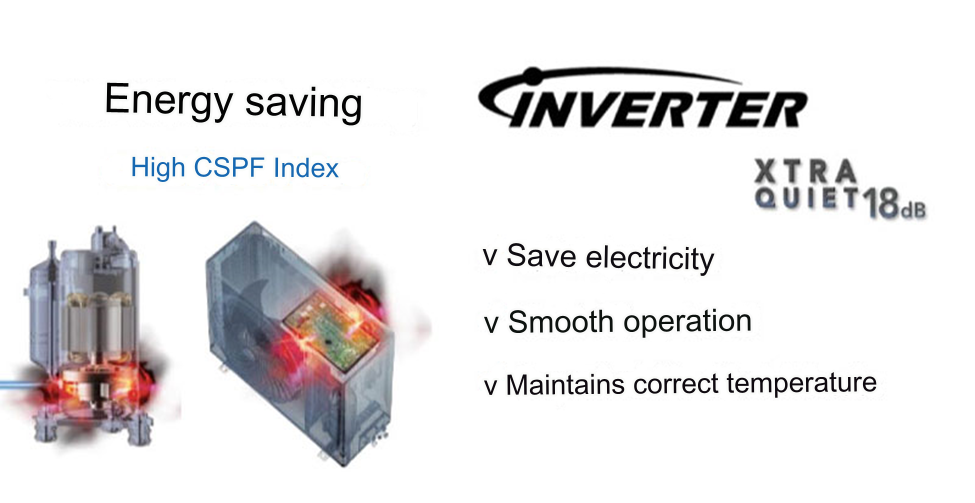 Energy saving
High CSPF Index
INVERTER
XTRA
QUIET 18dB
v Save electricity
v Smooth operation
v Maintains correct temperature